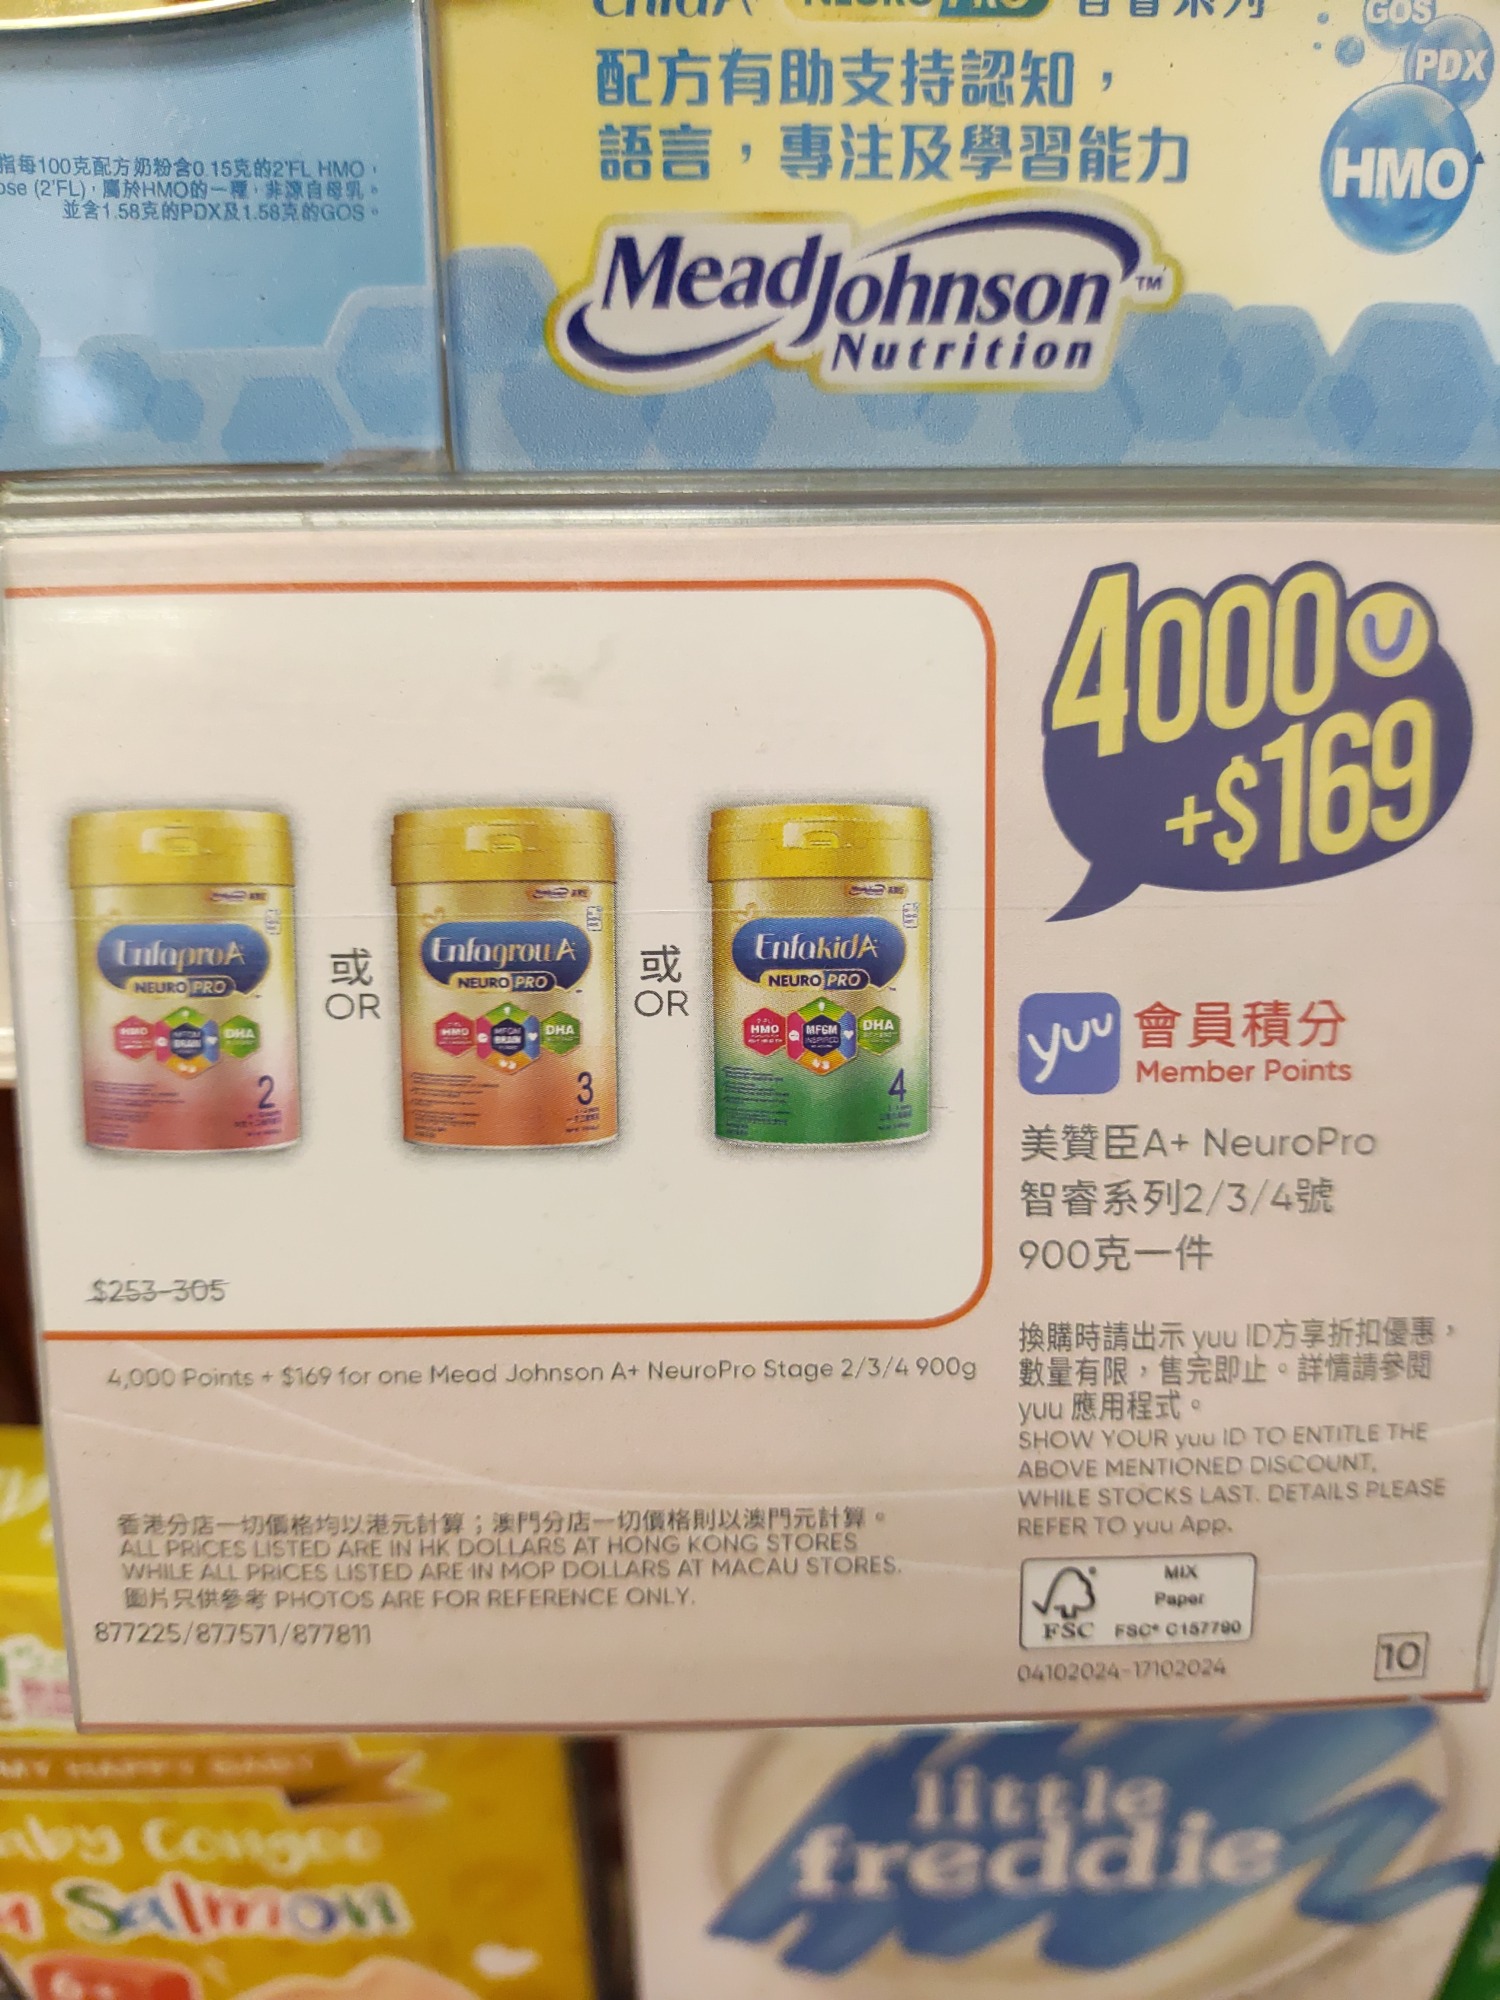 NEURO PRO
GOS
PDX
配方有助支持認知，
語言，專注及學習能力
HMO
指每100克配方奶粉含0.15克的2'FL HMO，
ose (2'FL)，屬於HMO的一種，非源自母乳。
並含1.58克的PDX及1.58克的GOS。
MeadJohnson™
Nutrition
4000
+$169
EnfaproA+
NEURO PRO
HMO
DHA
2
或
OR
EnfagrowA+
NEURO PRO
HMO
MFGM
DHA
3
或
OR
EnfakidA+
NEURO PRO
HMO
MFGM
INSPIRED
DHA
4
yuu 會員積分
Member Points
美贊臣A+ NeuroPro
智睿系列2/3/4號
900克一件
$253-305
4,000 Points + $169 for one Mead Johnson A+ NeuroPro Stage 2/3/4 900g
換購時請出示 yuu ID方享折扣優惠，
數量有限，售完即止。詳情請參閱
yuu 應用程式。
SHOW YOUR yuu ID TO ENTITLE THE
ABOVE MENTIONED DISCOUNT,
WHILE STOCKS LAST. DETAILS PLEASE
REFER TO yuu App.
香港分店一切價格均以港元計算；澳門分店一切價格則以澳門元計算。
ALL PRICES LISTED ARE IN HK DOLLARS AT HONG KONG STORES
WHILE ALL PRICES LISTED ARE IN MOP DOLLARS AT MACAU STORES.
圖片只供參考 PHOTOS ARE FOR REFERENCE ONLY.
877225/877571/877811
MIX
Paper
FSC FSC® C157790
04102024-17102024
10
Congee
Salmon
little
freddie